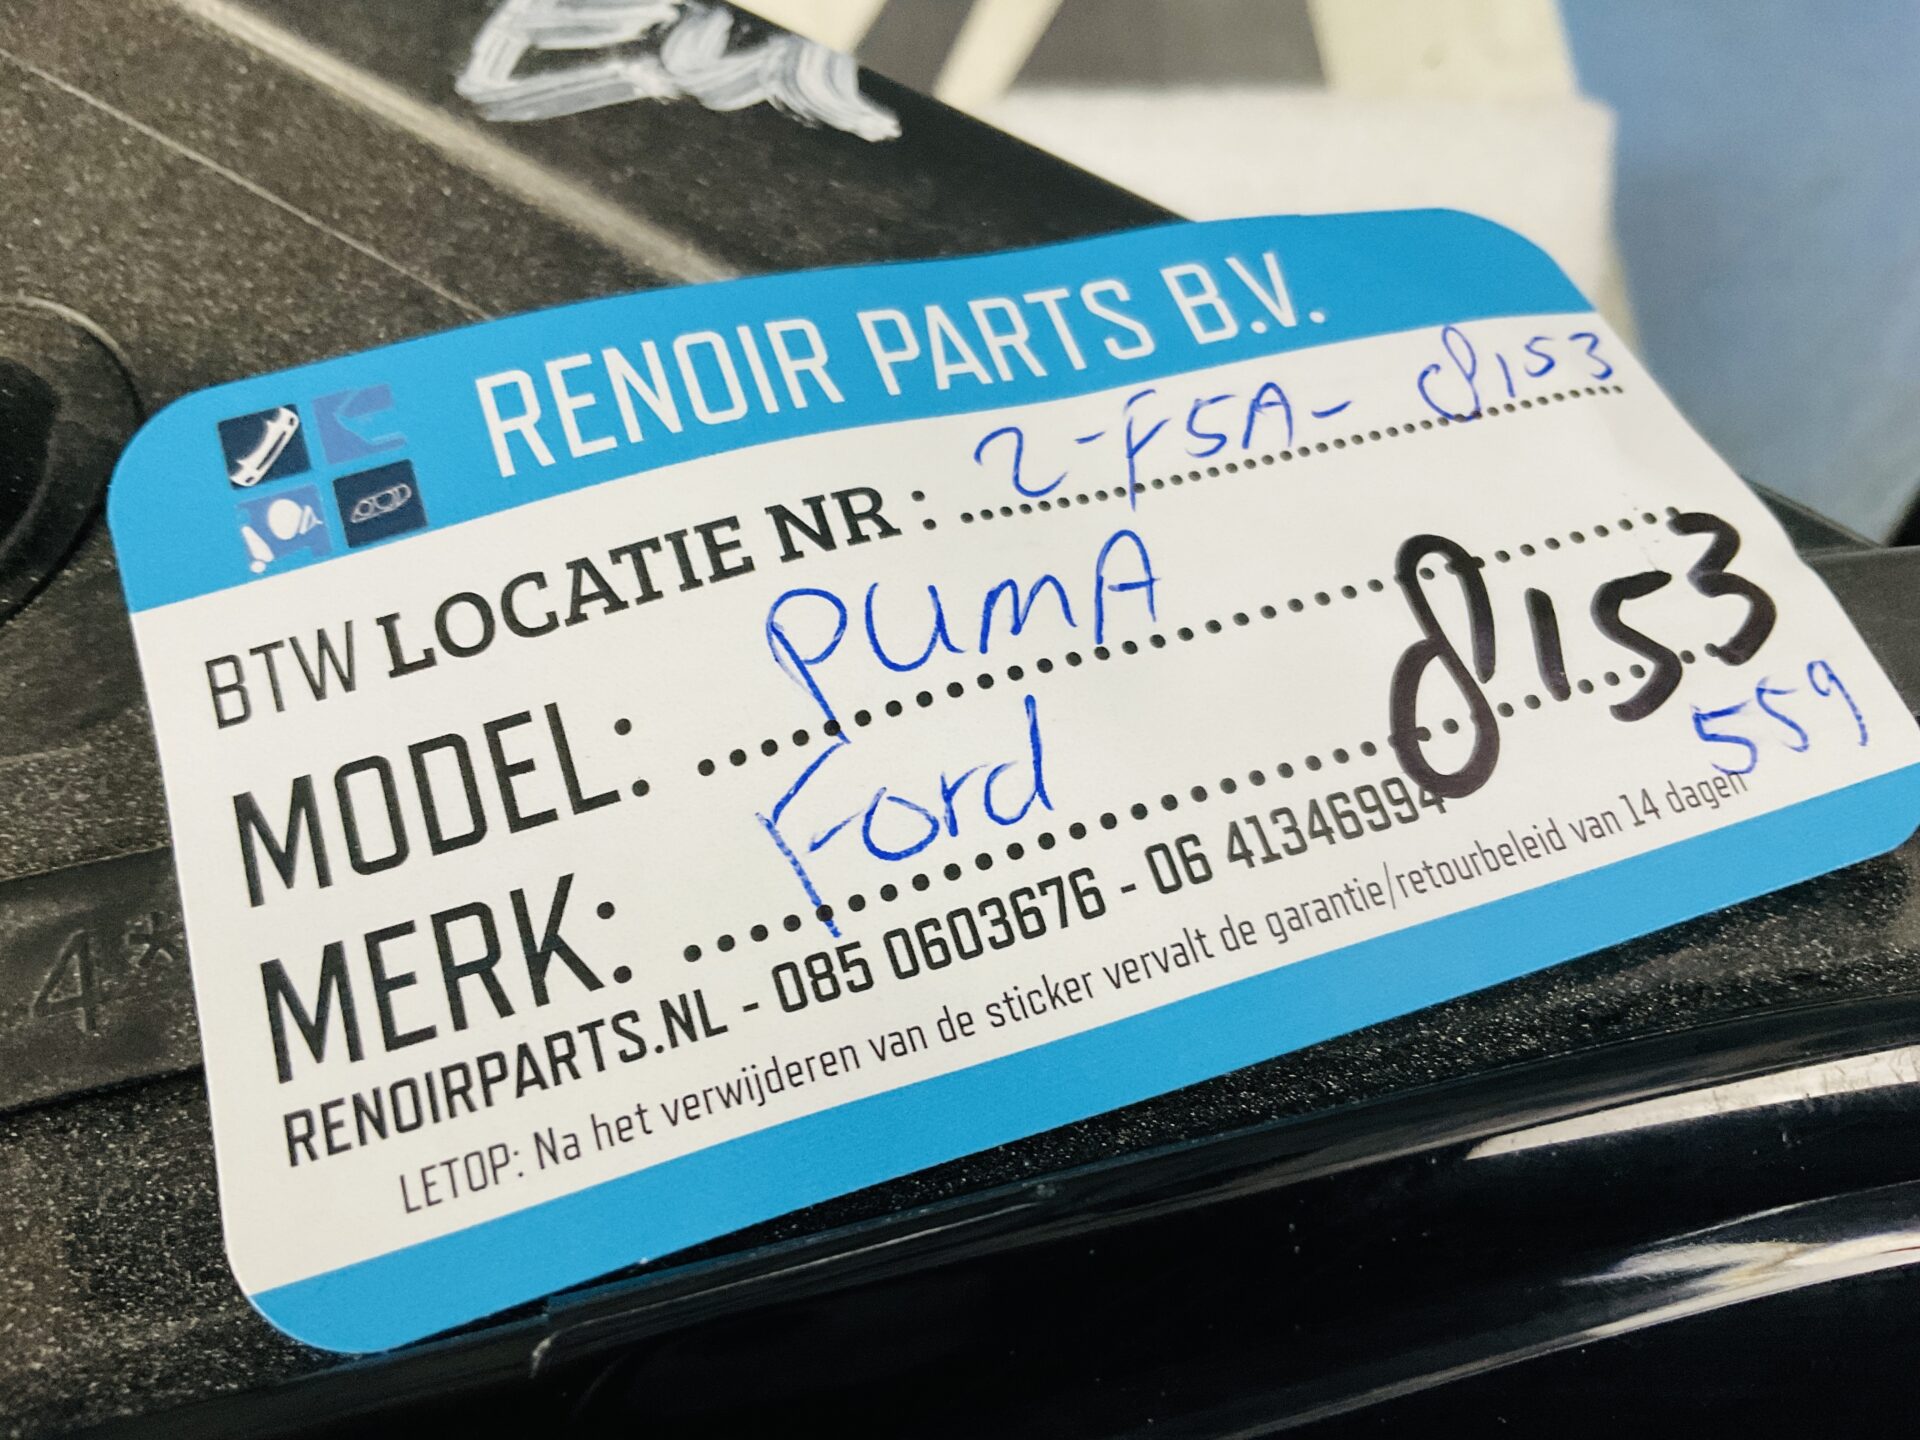 RENOIR PARTS B.V.
BTW LOCATIE NR : 2-F5A-8153
MODEL: PUMA
MERK: Ford
8153
559
RENOIRPARTS.NL - 085 0603676 - 06 41346994
LETOP: Na het verwijderen van de sticker vervalt de garantie/retourbeleid van 14 dagen
4*